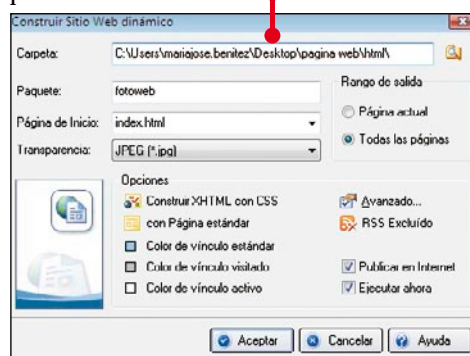 Construir Sitio Web dinámico
Carpeta: C:\Users\mariajose.benitez\Desktop\pagina web\html\
Rango de salida
Paquete: fotoweb
Página actual
Página de Inicio: index.html
Todas las páginas
Transparencia: JPEG (*.jpg)
Opciones
Construir XHTML con CSS
Avanzado...
con Página estándar
RSS Excluído
Color de vínculo estándar
Color de vínculo visitado
Publicar en Internet
Color de vínculo activo
Ejecutar ahora
Aceptar
Cancelar
Ayuda